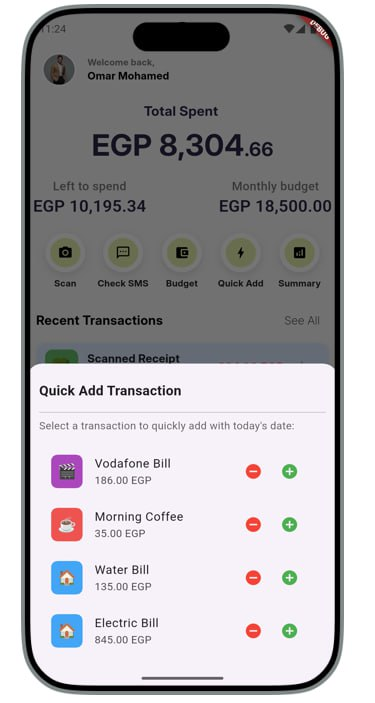 11:24
DEBUG
Welcome back,
Omar Mohamed
Total Spent
EGP 8,304.66
Left to spend
Monthly budget
EGP 10,195.34
EGP 18,500.00
Scan
Check SMS
Budget
Quick Add
Summary
Recent Transactions
See All
Scanned Receipt
Quick Add Transaction
Select a transaction to quickly add with today's date:
Vodafone Bill
186.00 EGP
Morning Coffee
35.00 EGP
Water Bill
135.00 EGP
Electric Bill
845.00 EGP